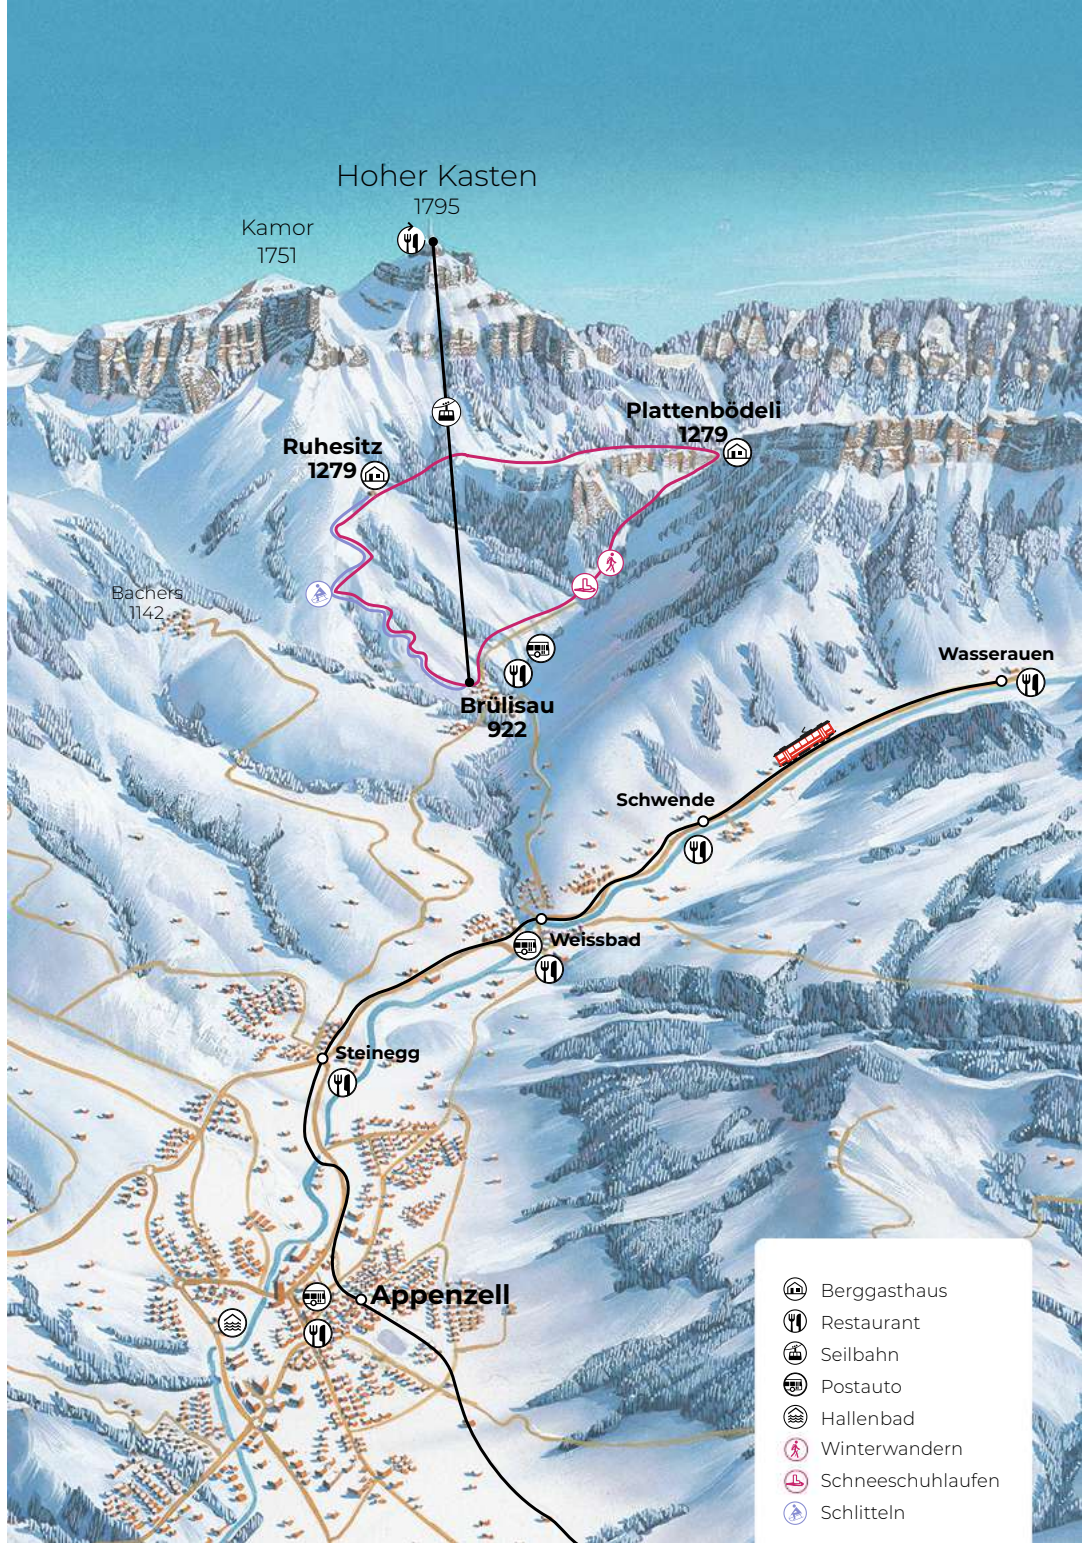 Hoher Kasten
1795
Kamor
1751
Plattenbödeli
1279
Ruhesitz
1279
Bachers
1142
Wasserauen
Brülisau
922
Schwende
Weissbad
Steinegg
Appenzell
Berggasthaus
Restaurant
Seilbahn
Postauto
Hallenbad
Winterwandern
Schneeschuhlaufen
Schlitteln